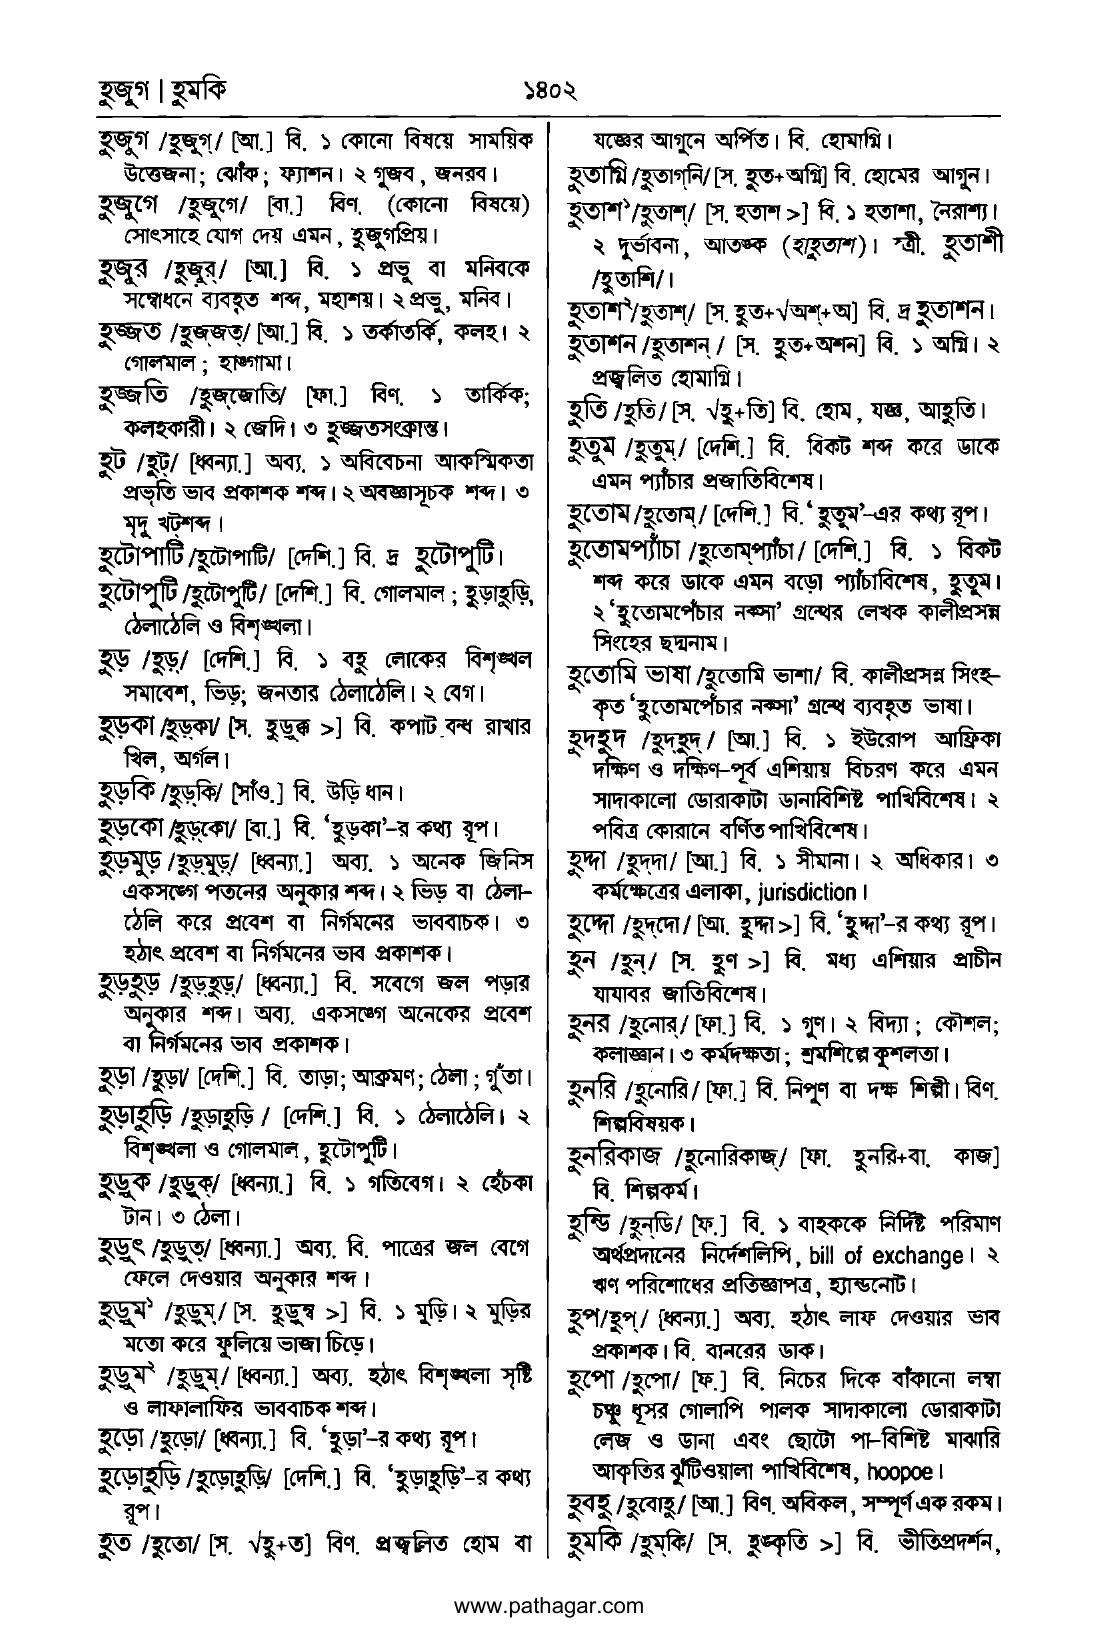 হুজুগ | হুমকি
১৪০২
হুজুগ /হুজুগ্/ [আ.] বি. ১ কোনো বিষয়ে সাময়িক
উত্তেজনা; ঝোঁক; ফ্যাশন। ২ গুজব, জনরব।
হুজুগে /হুজুগে/ [বা.] বিণ. (কোনো বিষয়ে)
সোৎসাহে যোগ দেয় এমন, হুজুগপ্রিয়।
হুজুর /হুজুর্/ [আ.] বি. ১ প্রভু বা মনিবকে
সম্বোধনে ব্যবহৃত শব্দ, মহাশয়। ২ প্রভু, মনিব।
হুজ্জত /হুজ্জত্/ [আ.] বি. ১ তর্কাতর্কি, কলহ। ২
গোলমাল; হাঙ্গামা।
হুজ্জতি /হুজ্জোতি/ [ফা.] বিণ. ১ তার্কিক;
কলহকারী। ২ জেদি। ৩ হুজ্জতসংক্রান্ত।
হুট /হুট্/ [ধ্বন্যা.] অব্য. ১ অবিবেচনা আকস্মিকতা
প্রভৃতি ভাব প্রকাশক শব্দ। ২ অবজ্ঞাসূচক শব্দ। ৩
মৃদু খট্শব্দ।
হুটোপাটি /হুটোপাটি/ [দেশি.] বি. দ্র হুটোপুটি।
হুটোপুটি /হুটোপুটি/ [দেশি.] বি. গোলমাল; হুড়াহুড়ি,
ঠেলাঠেলি ও বিশৃঙ্খলা।
হুড় /হুড়্/ [দেশি.] বি. ১ বহু লোকের বিশৃঙ্খল
সমাবেশ, ভিড়; জনতার ঠেলাঠেলি। ২ বেগ।
হুড়কা /হুড়্কা/ [স. হুড়ুক্ক >] বি. কপাট বন্ধ রাখার
খিল, অর্গল।
হুড়কি /হুড়্কি/ [সাঁও.] বি. উড়ি ধান।
হুড়কো /হুড়্কো/ [বা.] বি. ‘হুড়কা’-র কথ্য রূপ।
হুড়মুড় /হুড়্মুড়্/ [ধ্বন্যা.] অব্য. ১ অনেক জিনিস
একসঙ্গে পতনের অনুকার শব্দ। ২ ভিড় বা ঠেলা-
ঠেলি করে প্রবেশ বা নির্গমনের ভাববাচক। ৩
হঠাৎ প্রবেশ বা নির্গমনের ভাব প্রকাশক।
হুড়হুড় /হুড়্হুড়্/ [ধ্বন্যা.] বি. সবেগে জল পড়ার
অনুকার শব্দ। অব্য. একসঙ্গে অনেকের প্রবেশ
বা নির্গমনের ভাব প্রকাশক।
হুড়া /হুড়া/ [দেশি.] বি. তাড়া; আক্রমণ; ঠেলা; গুঁতা।
হুড়াহুড়ি /হুড়াহুড়ি/ [দেশি.] বি. ১ ঠেলাঠেলি। ২
বিশৃঙ্খলা ও গোলমাল, হুটোপুটি।
হুড়ুক /হুড়ুক্/ [ধ্বন্যা.] বি. ১ গতিবেগ। ২ হেঁচকা
টান। ৩ ঠেলা।
হুড়ুৎ /হুড়ুত্/ [ধ্বন্যা.] অব্য. বি. পাত্রের জল বেগে
ফেলে দেওয়ার অনুকার শব্দ।
হুড়ুম১ /হুড়ুম্/ [স. হুড়ুম্ব >] বি. ১ মুড়ি। ২ মুড়ির
মতো করে ফুলিয়ে ভাজা চিড়ে।
হুড়ুম২ /হুড়ুম্/ [ধ্বন্যা.] অব্য. হঠাৎ বিশৃঙ্খলা সৃষ্টি
ও লাফালাফির ভাববাচক শব্দ।
হুড়ো /হুড়ো/ [ধ্বন্যা.] বি. ‘হুড়া’-র কথ্য রূপ।
হুড়োহুড়ি /হুড়োহুড়ি/ [দেশি.] বি. ‘হুড়াহুড়ি’-র কথ্য
রূপ।
হুত /হুতো/ [স. √হু+ত] বিণ. প্রজ্বলিত হোম বা
যজ্ঞের আগুনে অর্পিত। বি. হোমাগ্নি।
হুতাগ্নি /হুতাগ্নি/ [স. হুত+অগ্নি] বি. হোমের আগুন।
হুতাশ১ /হুতাশ্/ [স. হতাশ >] বি. ১ হতাশা, নৈরাশ্য।
২ দুর্ভাবনা, আতঙ্ক (হাহুতাশ)। স্ত্রী. হুতাশী
/হুতাশি/।
হুতাশ২ /হুতাশ্/ [স. হুত+√অশ্+অ] বি. দ্র হুতাশন।
হুতাশন /হুতাশন্/ [স. হুত+অশন] বি. ১ অগ্নি। ২
প্রজ্বলিত হোমাগ্নি।
হুতি /হুতি/ [স. √হু+তি] বি. হোম, যজ্ঞ, আহুতি।
হুতুম /হুতুম্/ [দেশি.] বি. বিকট শব্দ করে ডাকে
এমন প্যাঁচার প্রজাতিবিশেষ।
হুতোম /হুতোম্/ [দেশি.] বি. ‘হুতুম’-এর কথ্য রূপ।
হুতোমপ্যাঁচা /হুতোম্প্যাঁচা/ [দেশি.] বি. ১ বিকট
শব্দ করে ডাকে এমন বড়ো প্যাঁচাবিশেষ, হুতুম।
২ ‘হুতোমপেঁচার নক্সা’ গ্রন্থের লেখক কালীপ্রসন্ন
সিংহের ছদ্মনাম।
হুতোমি ভাষা /হুতোমি ভাশা/ বি. কালীপ্রসন্ন সিংহ-
কৃত ‘হুতোমপেঁচার নক্সা’ গ্রন্থে ব্যবহৃত ভাষা।
হুদহুদ /হুদ্হুদ্/ [আ.] বি. ১ ইউরোপ আফ্রিকা
দক্ষিণ ও দক্ষিণ-পূর্ব এশিয়ায় বিচরণ করে এমন
সাদাকালো ডোরাকাটা ডানাবিশিষ্ট পাখিবিশেষ। ২
পবিত্র কোরানে বর্ণিত পাখিবিশেষ।
হুদ্দা /হুদ্দা/ [আ.] বি. ১ সীমানা। ২ অধিকার। ৩
কর্মক্ষেত্রের এলাকা, jurisdiction।
হুদ্দো /হুদ্দো/ [আ. হুদ্দা >] বি. ‘হুদ্দা’-র কথ্য রূপ।
হুন /হুন্/ [স. হুণ >] বি. মধ্য এশিয়ার প্রাচীন
যাযাবর জাতিবিশেষ।
হুনর /হুনোর্/ [ফা.] বি. ১ গুণ। ২ বিদ্যা; কৌশল;
কলাজ্ঞান। ৩ কর্মদক্ষতা; শ্রমশিল্পে কুশলতা।
হুনরি /হুনোরি/ [ফা.] বি. নিপুণ বা দক্ষ শিল্পী। বিণ.
শিল্পবিষয়ক।
হুনরিকাজ /হুনোরিকাজ্/ [ফা. হুনরি+বা. কাজ]
বি. শিল্পকর্ম।
হুন্ডি /হুন্‌ডি/ [ফ.] বি. ১ বাহককে নির্দিষ্ট পরিমাণ
অর্থপ্রদানের নির্দেশলিপি, bill of exchange। ২
ঋণ পরিশোধের প্রতিজ্ঞাপত্র, হ্যান্ডনোট।
হুপ/হুপ্/ [ধ্বন্যা.] অব্য. হঠাৎ লাফ দেওয়ার ভাব
প্রকাশক। বি. বানরের ডাক।
হুপো /হুপো/ [ফ.] বি. নিচের দিকে বাঁকানো লম্বা
চঞ্চু ধূসর গোলাপি পালক সাদাকালো ডোরাকাটা
লেজ ও ডানা এবং ছোটো পা-বিশিষ্ট মাঝারি
আকৃতির ঝুঁটিওয়ালা পাখিবিশেষ, hoopoe।
হুবহু /হুবোহু/ [আ.] বিণ. অবিকল, সম্পূর্ণ এক রকম।
হুমকি /হুম্কি/ [স. হুঙ্কৃতি >] বি. ভীতিপ্রদর্শন,
www.pathagar.com